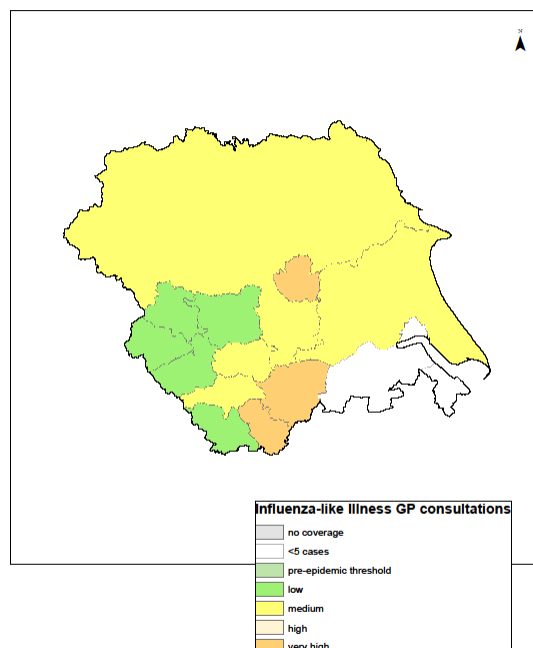 N
Influenza-like Illness GP consultations
no coverage
<5 cases
pre-epidemic threshold
low
medium
high
very high